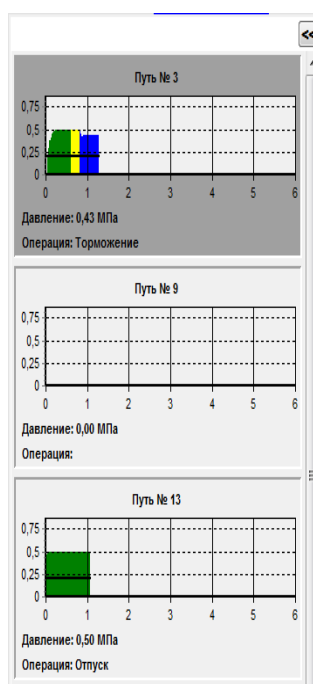 <<
Путь № 3
0,75
0,5
0,25
0
0 1 2 3 4 5 6
Давление: 0,43 МПа
Операция: Торможение
Путь № 9
0,75
0,5
0,25
0
0 1 2 3 4 5 6
Давление: 0,00 МПа
Операция:
Путь № 13
0,75
0,5
0,25
0
0 1 2 3 4 5 6
Давление: 0,50 МПа
Операция: Отпуск